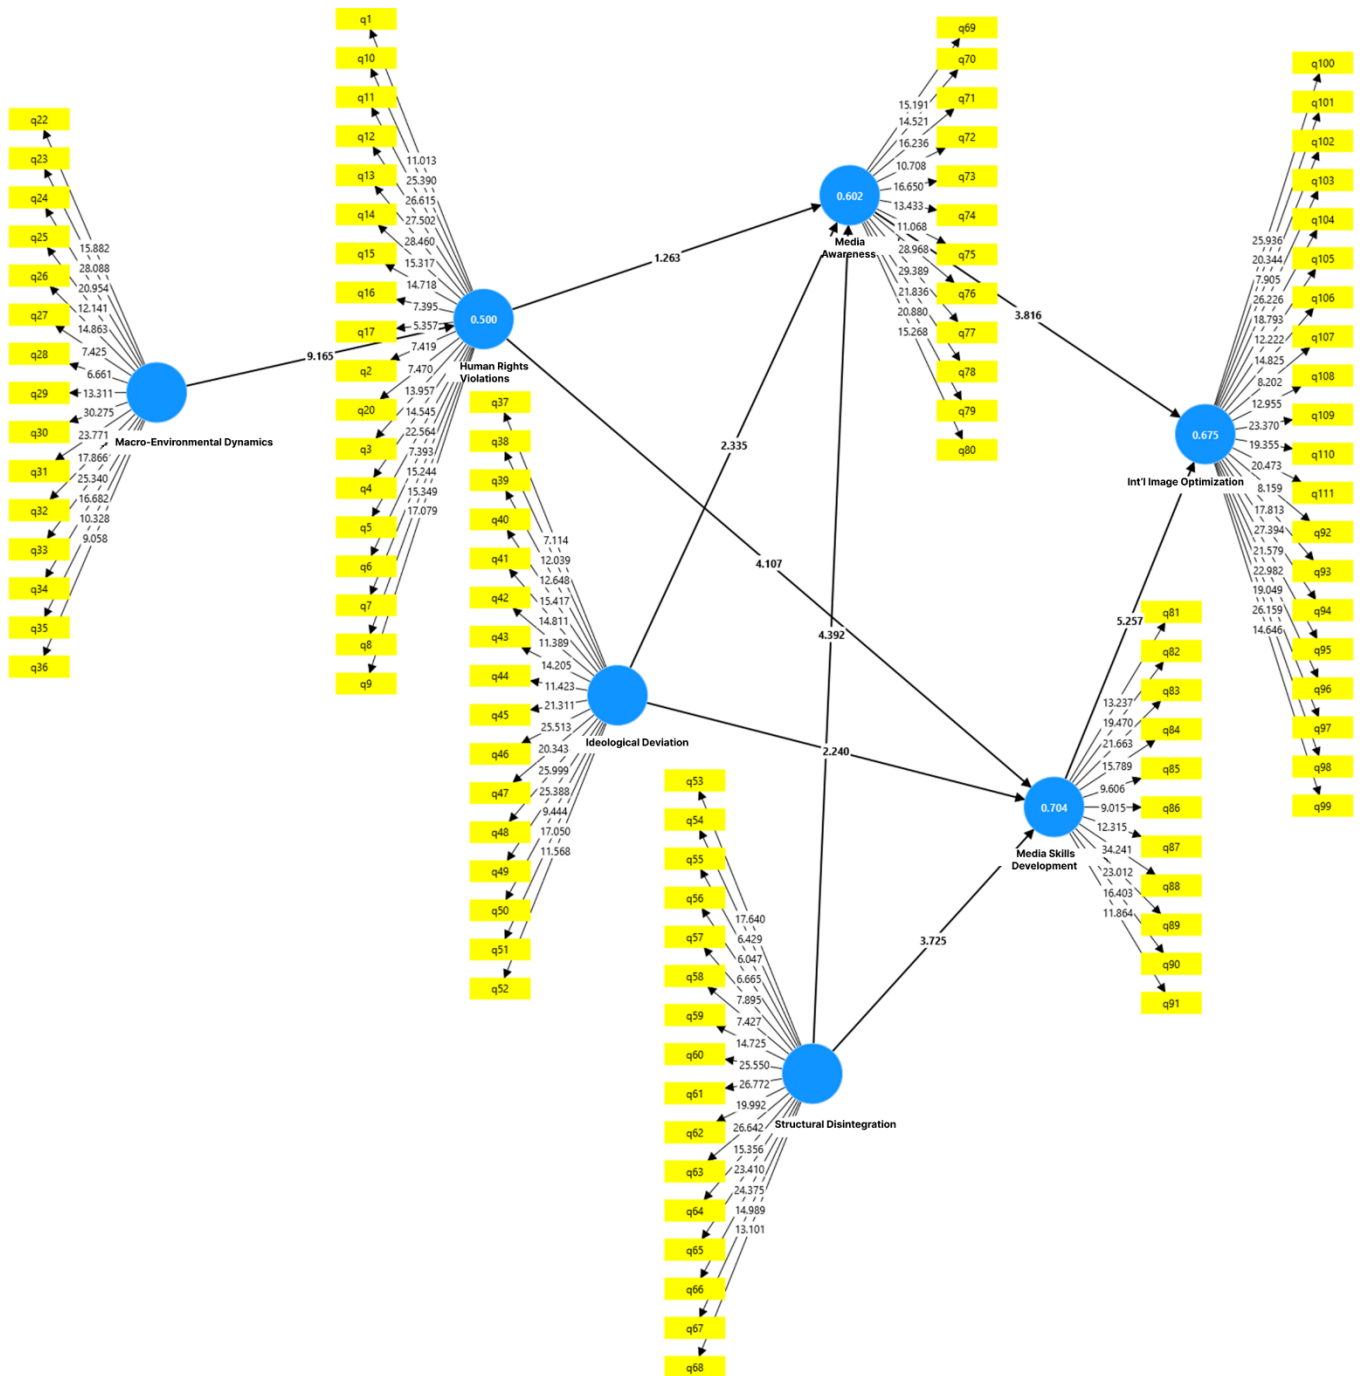 q22
q23
q24
q25
q26
q27
q28
q29
q30
q31
q32
q33
q34
q35
q36
15.882
28.088
20.954
12.141
14.863
7.425
6.661
13.311
30.275
23.771
17.866
25.340
16.682
10.328
9.058
Macro-Environmental Dynamics
9.165
q1
q10
q11
q12
q13
q14
q15
q16
q17
q2
q20
q3
q4
q5
q6
q7
q8
q9
11.013
25.390
26.615
27.502
28.460
15.317
14.718
7.395
5.357
7.419
7.470
13.957
14.545
22.564
7.393
15.244
15.349
17.079
0.500
Human Rights
Violations
1.263
4.107
q37
q38
q39
q40
q41
q42
q43
q44
q45
q46
q47
q48
q49
q50
q51
q52
7.114
12.039
12.648
15.417
14.811
11.389
14.205
11.423
21.311
25.513
20.343
25.999
25.388
9.444
17.050
11.568
Ideological Deviation
2.335
2.240
q53
q54
q55
q56
q57
q58
q59
q60
q61
q62
q63
q64
q65
q66
q67
q68
17.640
6.429
6.047
6.665
7.895
7.427
14.725
25.550
26.772
19.992
26.642
15.356
23.410
24.375
14.989
13.101
Structural Disintegration
4.392
3.725
0.602
Media
Awareness
15.191
14.521
16.236
10.708
16.650
13.433
11.068
28.968
29.389
21.836
20.880
15.268
q69
q70
q71
q72
q73
q74
q75
q76
q77
q78
q79
q80
3.816
0.704
Media Skills
Development
13.237
19.470
21.663
15.789
9.606
9.015
12.315
34.241
23.012
16.403
11.864
q81
q82
q83
q84
q85
q86
q87
q88
q89
q90
q91
5.257
0.675
Int'l Image Optimization
25.936
20.344
7.905
26.226
18.793
12.222
14.825
8.202
12.955
23.370
19.355
20.473
8.159
17.813
27.394
21.579
22.982
19.049
26.159
14.646
q100
q101
q102
q103
q104
q105
q106
q107
q108
q109
q110
q111
q92
q93
q94
q95
q96
q97
q98
q99